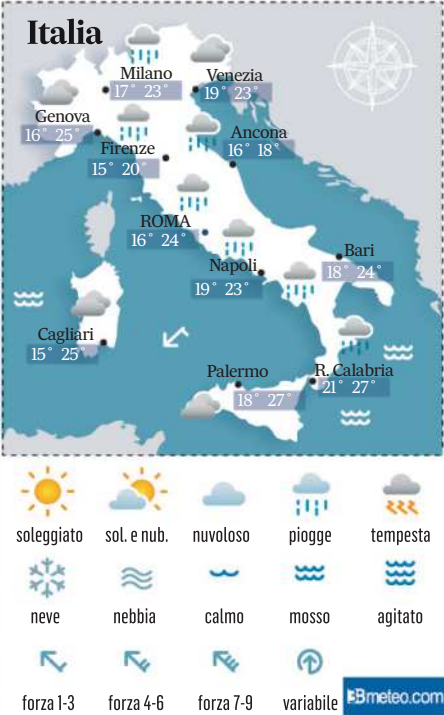 Italia
Milano
17° 23°
Venezia
19° 23°
Genova
16° 25°
Firenze
15° 20°
Ancona
16° 18°
ROMA
16° 24°
Napoli
19° 23°
Bari
18° 24°
Cagliari
15° 25°
Palermo
18° 27°
R. Calabria
21° 27°
soleggiato sol. e nub. nuvoloso piogge tempesta
neve nebbia calmo mosso agitato
forza 1-3 forza 4-6 forza 7-9 variabile
3Bmeteo.com